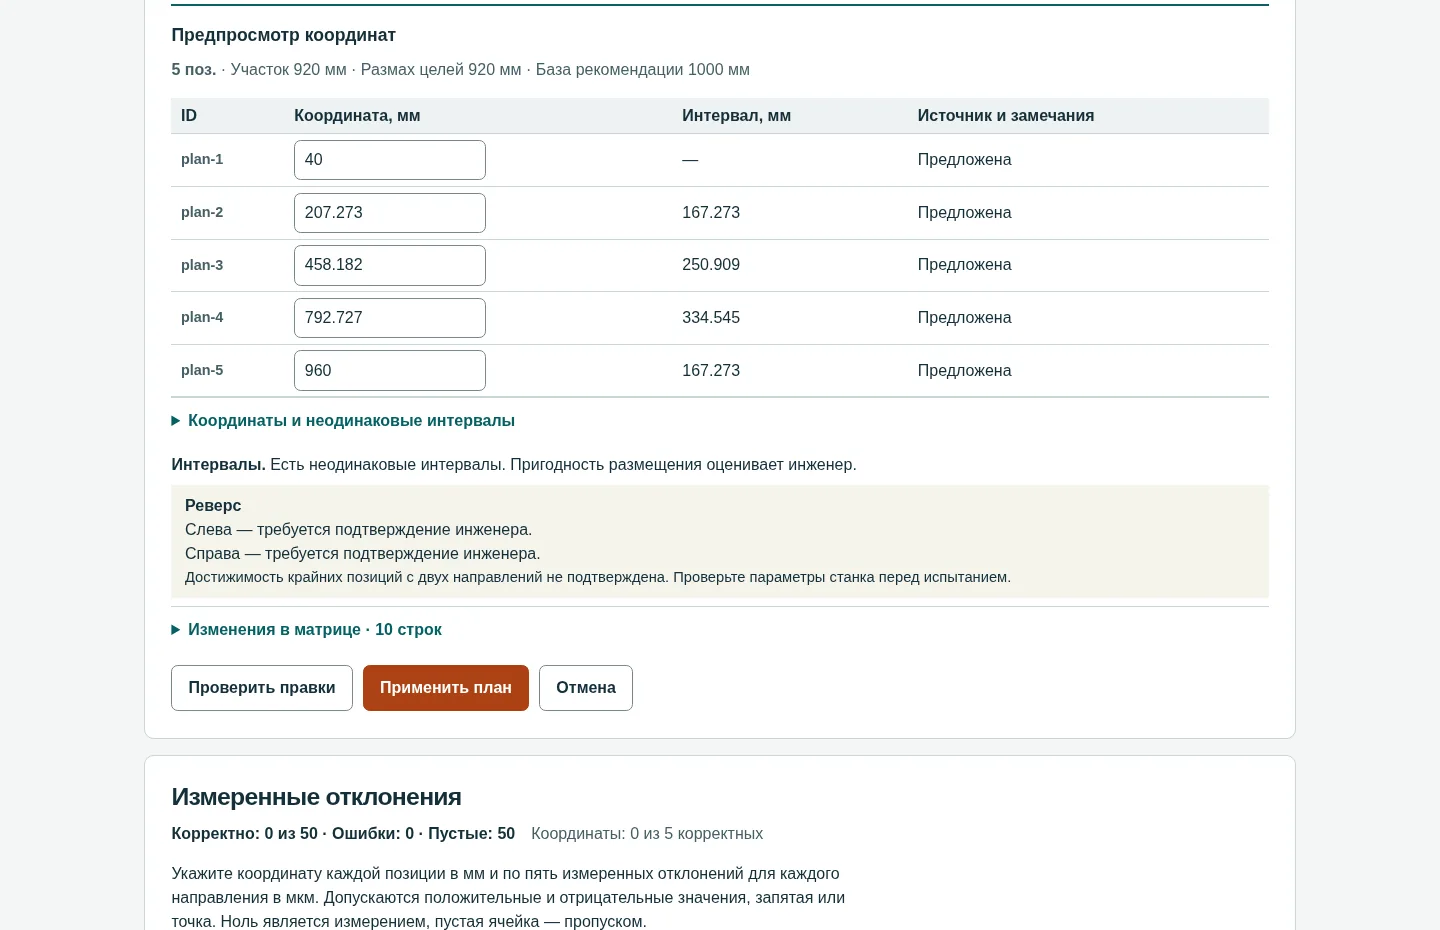 Предпросмотр координат
5 поз. · Участок 920 мм · Размах целей 920 мм · База рекомендации 1000 мм
ID Координата, мм Интервал, мм Источник и замечания
plan-1 40 — Предложена
plan-2 207.273 167.273 Предложена
plan-3 458.182 250.909 Предложена
plan-4 792.727 334.545 Предложена
plan-5 960 167.273 Предложена
Координаты и неодинаковые интервалы
Интервалы. Есть неодинаковые интервалы. Пригодность размещения оценивает инженер.
Реверс
Слева — требуется подтверждение инженера.
Справа — требуется подтверждение инженера.
Достижимость крайних позиций с двух направлений не подтверждена. Проверьте параметры станка перед испытанием.
Изменения в матрице · 10 строк
Проверить правки Применить план Отмена
Измеренные отклонения
Корректно: 0 из 50 · Ошибки: 0 · Пустые: 50 Координаты: 0 из 5 корректных
Укажите координату каждой позиции в мм и по пять измеренных отклонений для каждого
направления в мкм. Допускаются положительные и отрицательные значения, запятая или
точка. Ноль является измерением, пустая ячейка — пропуском.